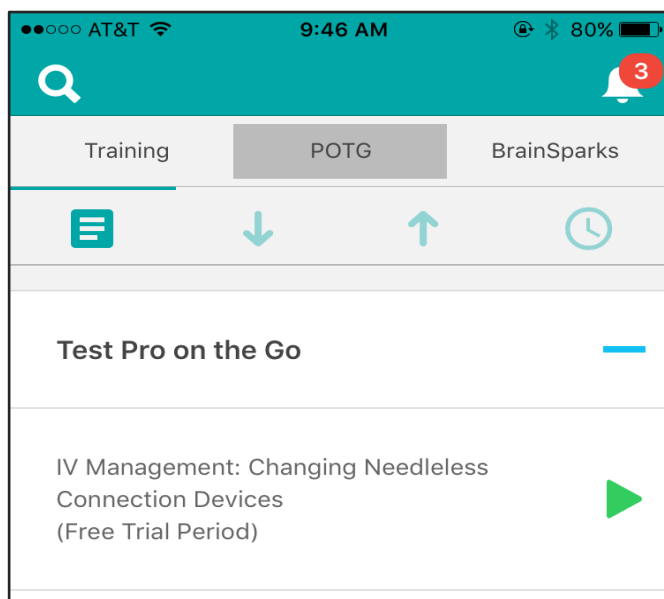 AT&T 9:46 AM 80%
3
Training POTG BrainSparks
Test Pro on the Go
IV Management: Changing Needleless
Connection Devices
(Free Trial Period)